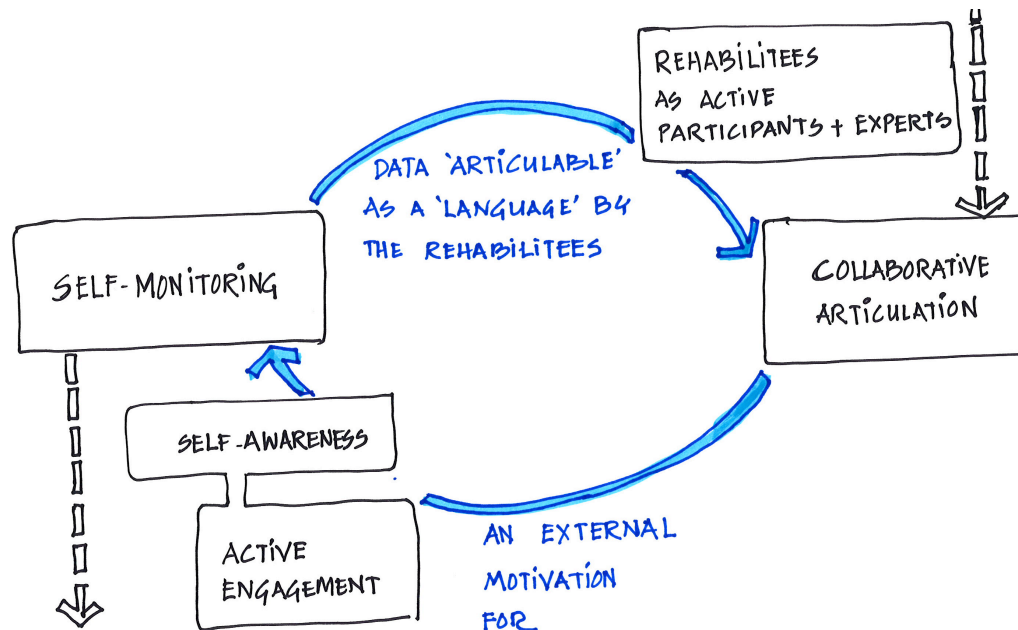 REHABILITEES
AS ACTIVE
PARTICIPANTS + EXPERTS
DATA 'ARTICULABLE'
AS A 'LANGUAGE' BY
THE REHABILITEES
SELF-MONITORING
COLLABORATIVE
ARTICULATION
SELF-AWARENESS
ACTIVE
ENGAGEMENT
AN EXTERNAL
MOTIVATION
FOR